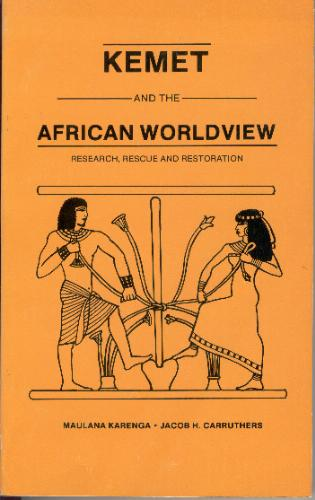 KEMET
AND THE
AFRICAN WORLDVIEW
RESEARCH, RESCUE AND RESTORATION
MAULANA KARENGA • JACOB H. CARRUTHERS